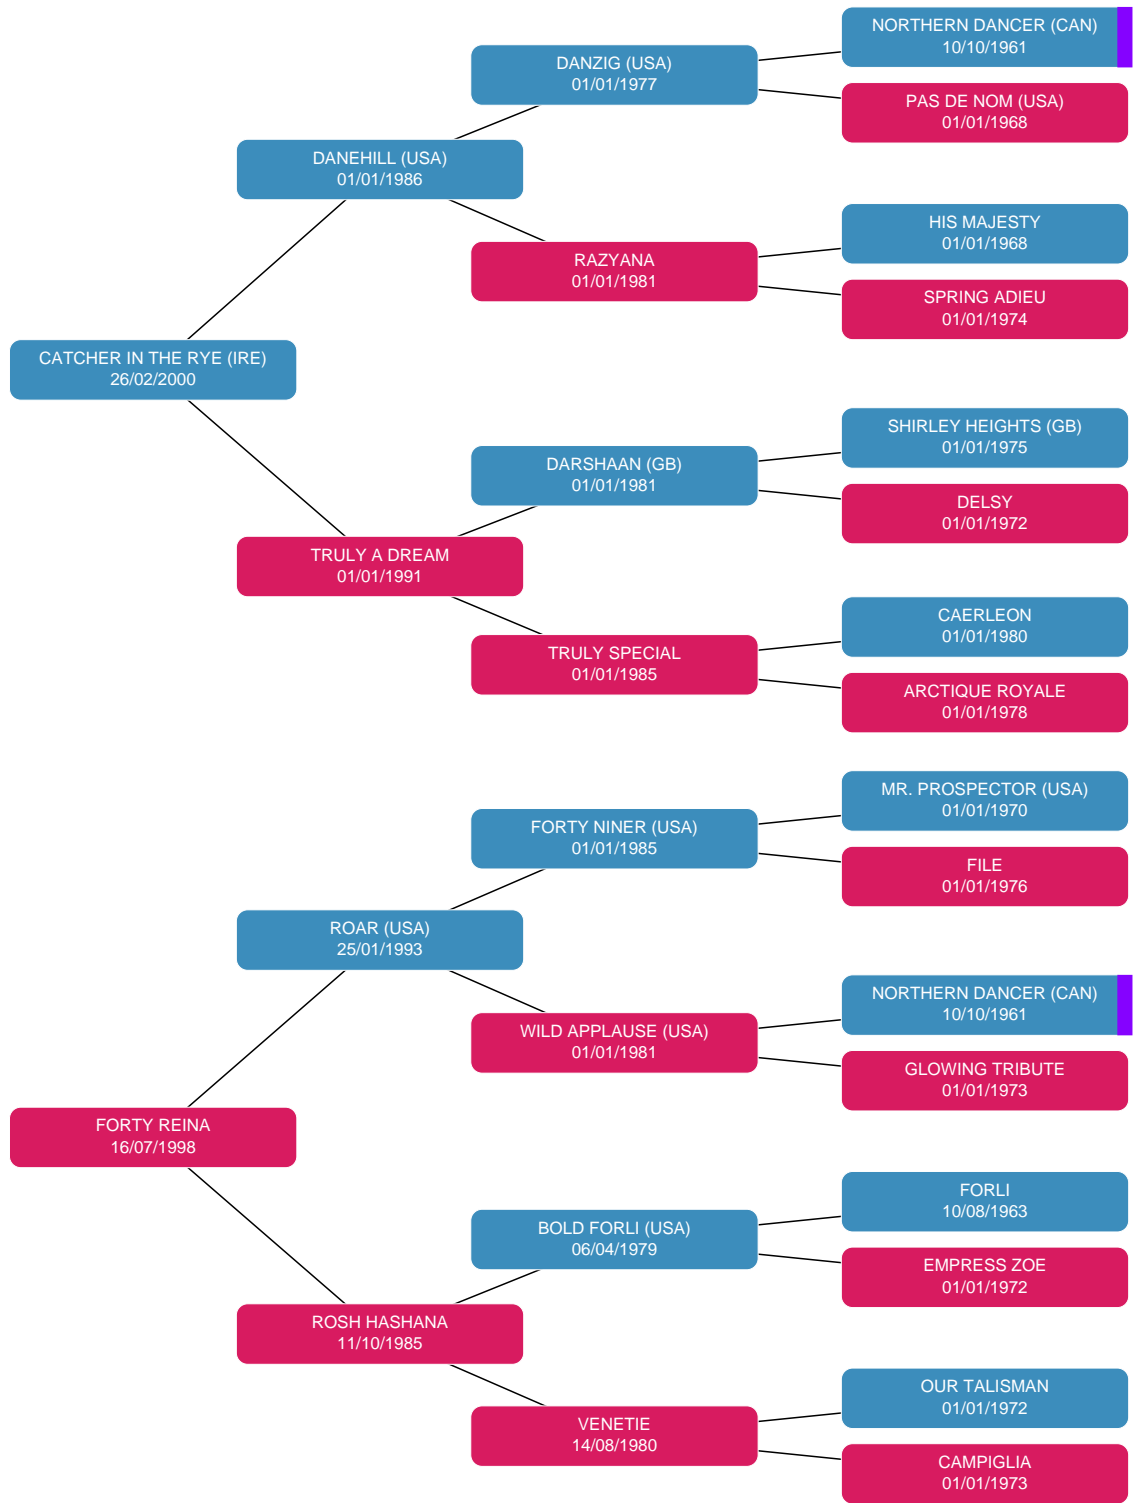 NORTHERN DANCER (CAN)
10/10/1961
DANZIG (USA)
01/01/1977
PAS DE NOM (USA)
01/01/1968
DANEHILL (USA)
01/01/1986
HIS MAJESTY
01/01/1968
RAZYANA
01/01/1981
SPRING ADIEU
01/01/1974
CATCHER IN THE RYE (IRE)
26/02/2000
SHIRLEY HEIGHTS (GB)
01/01/1975
DARSHAAN (GB)
01/01/1981
DELSY
01/01/1972
TRULY A DREAM
01/01/1991
CAERLEON
01/01/1980
TRULY SPECIAL
01/01/1985
ARCTIQUE ROYALE
01/01/1978
MR. PROSPECTOR (USA)
01/01/1970
FORTY NINER (USA)
01/01/1985
FILE
01/01/1976
ROAR (USA)
25/01/1993
NORTHERN DANCER (CAN)
10/10/1961
WILD APPLAUSE (USA)
01/01/1981
GLOWING TRIBUTE
01/01/1973
FORTY REINA
16/07/1998
FORLI
10/08/1963
BOLD FORLI (USA)
06/04/1979
EMPRESS ZOE
01/01/1972
ROSH HASHANA
11/10/1985
OUR TALISMAN
01/01/1972
VENETIE
14/08/1980
CAMPIGLIA
01/01/1973